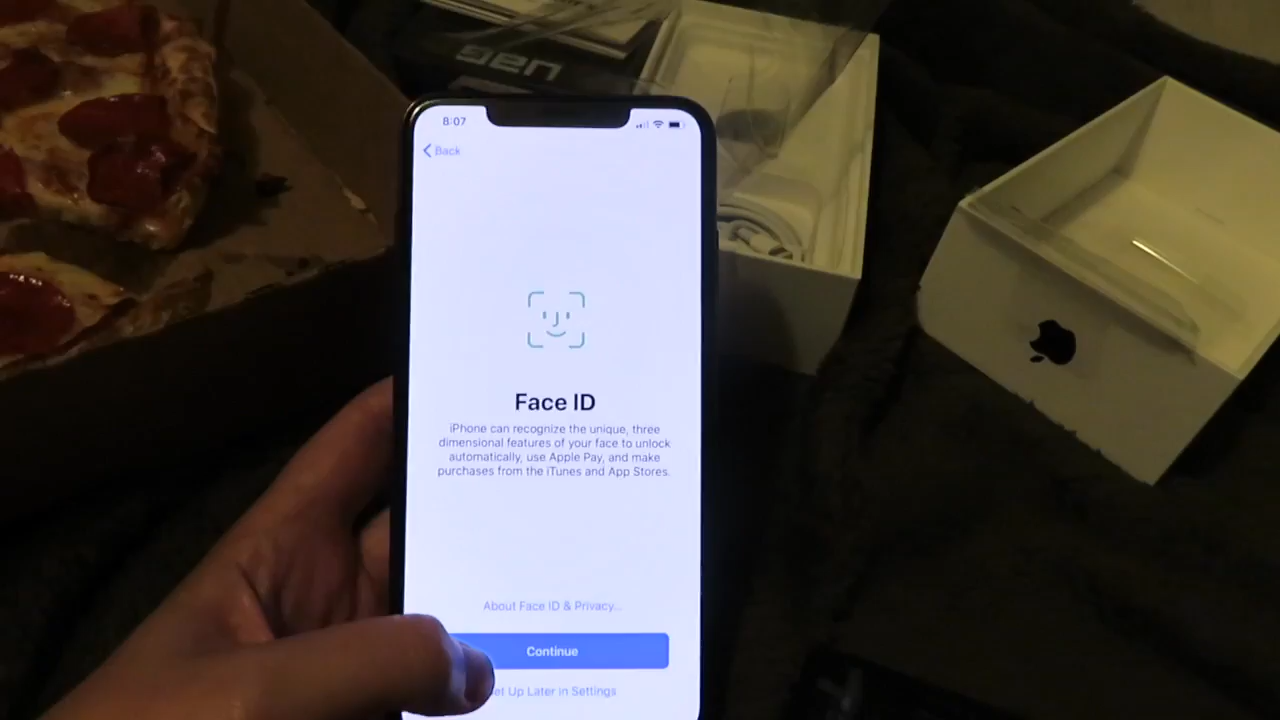 uag
8:07
Back
Face ID
iPhone can recognize the unique, three
dimensional features of your face to unlock
automatically, use Apple Pay, and make
purchases from the iTunes and App Stores.
About Face ID & Privacy...
Continue
et Up Later in Settings